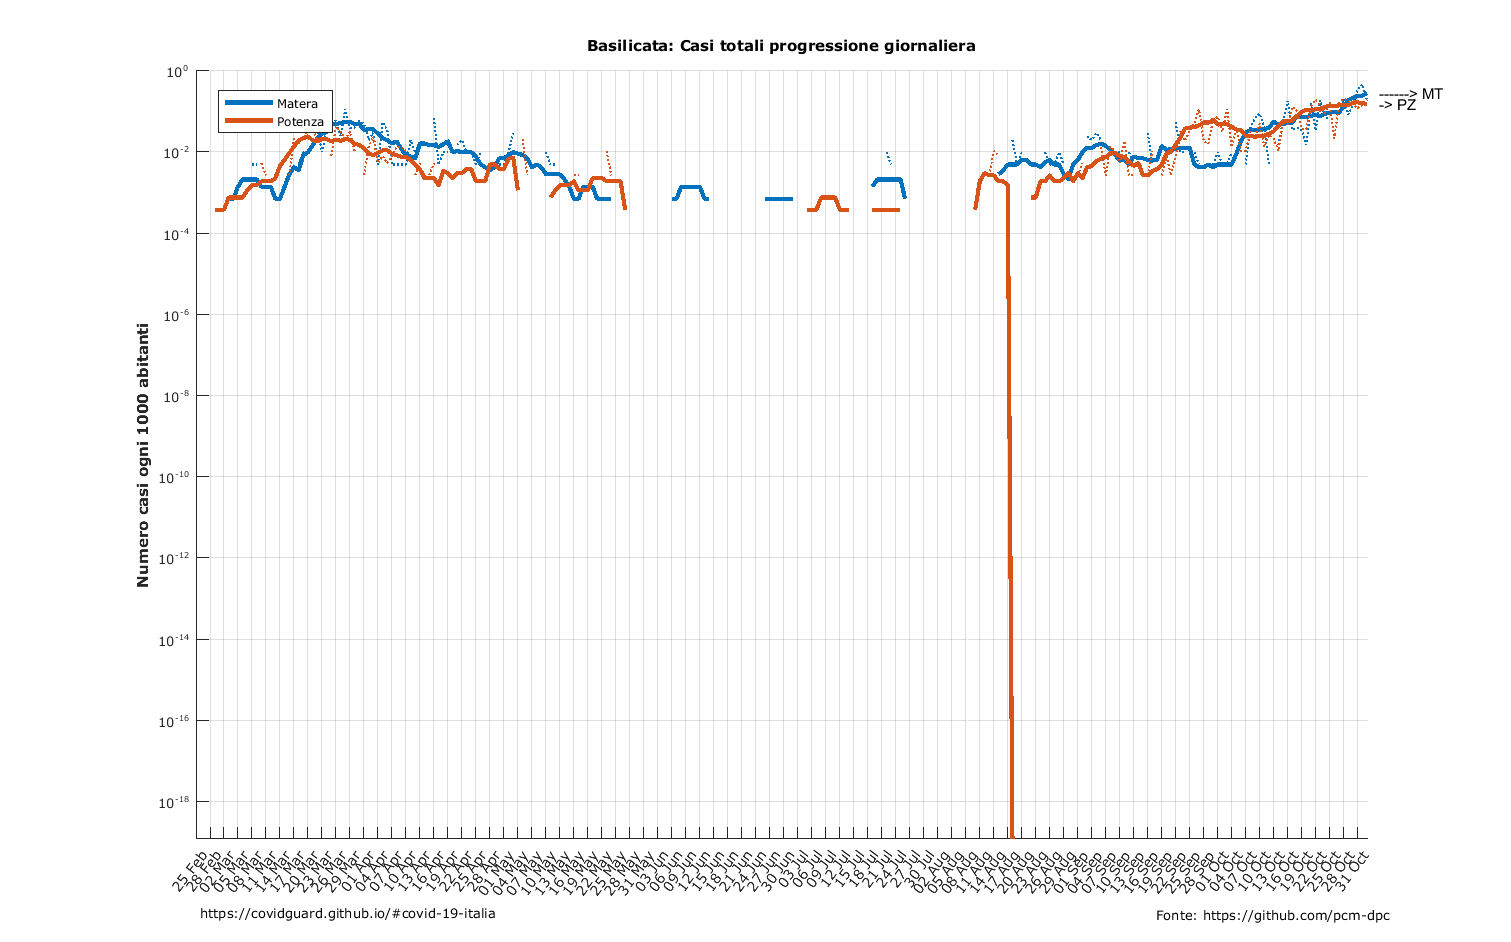 Basilicata: Casi totali progressione giornaliera
10^0
10^-2
10^-4
10^-6
10^-8
10^-10
10^-12
10^-14
10^-16
10^-18
Numero casi ogni 1000 abitanti
Matera
Potenza
------> MT
-> PZ
25 Feb
28 Feb
02 Mar
05 Mar
08 Mar
11 Mar
14 Mar
17 Mar
20 Mar
23 Mar
26 Mar
29 Mar
01 Apr
04 Apr
07 Apr
10 Apr
13 Apr
16 Apr
19 Apr
22 Apr
25 Apr
28 Apr
01 May
04 May
07 May
10 May
13 May
16 May
19 May
22 May
25 May
28 May
31 May
03 Jun
06 Jun
09 Jun
12 Jun
15 Jun
18 Jun
21 Jun
24 Jun
27 Jun
30 Jun
03 Jul
06 Jul
09 Jul
12 Jul
15 Jul
18 Jul
21 Jul
24 Jul
27 Jul
30 Jul
02 Aug
05 Aug
08 Aug
11 Aug
14 Aug
17 Aug
20 Aug
23 Aug
26 Aug
29 Aug
01 Sep
04 Sep
07 Sep
10 Sep
13 Sep
16 Sep
19 Sep
22 Sep
25 Sep
28 Sep
01 Oct
04 Oct
07 Oct
10 Oct
13 Oct
16 Oct
19 Oct
22 Oct
25 Oct
28 Oct
31 Oct
https://covidguard.github.io/#covid-19-italia
Fonte: https://github.com/pcm-dpc